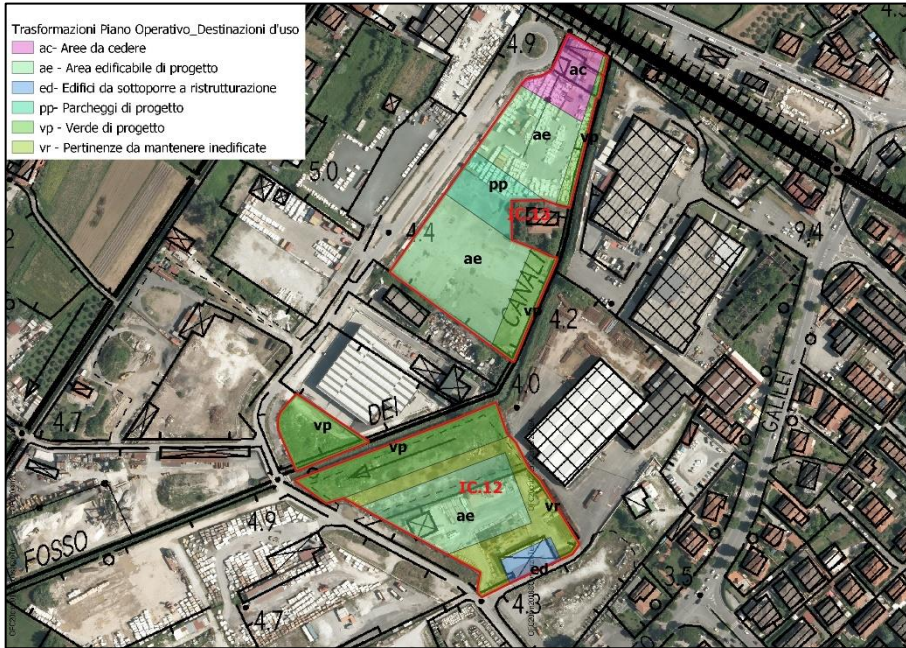 Trasformazioni Piano Operativo_Destinazioni d'uso
ac- Aree da cedere
ae - Area edificabile di progetto
ed- Edifici da sottoporre a ristrutturazione
pp- Parcheggi di progetto
vp - Verde di progetto
vr - Pertinenze da mantenere inedificate
4.9
ac
ae
vp
5.0
pp
IC.13
4.4
9.4
ae
CANALI
vp
4.2
4.0
GALILEI
4.7
DEI
vp
vp
IC.12
ae
vr
4.9
FOSSO
ed
4.3
3.5
4.7